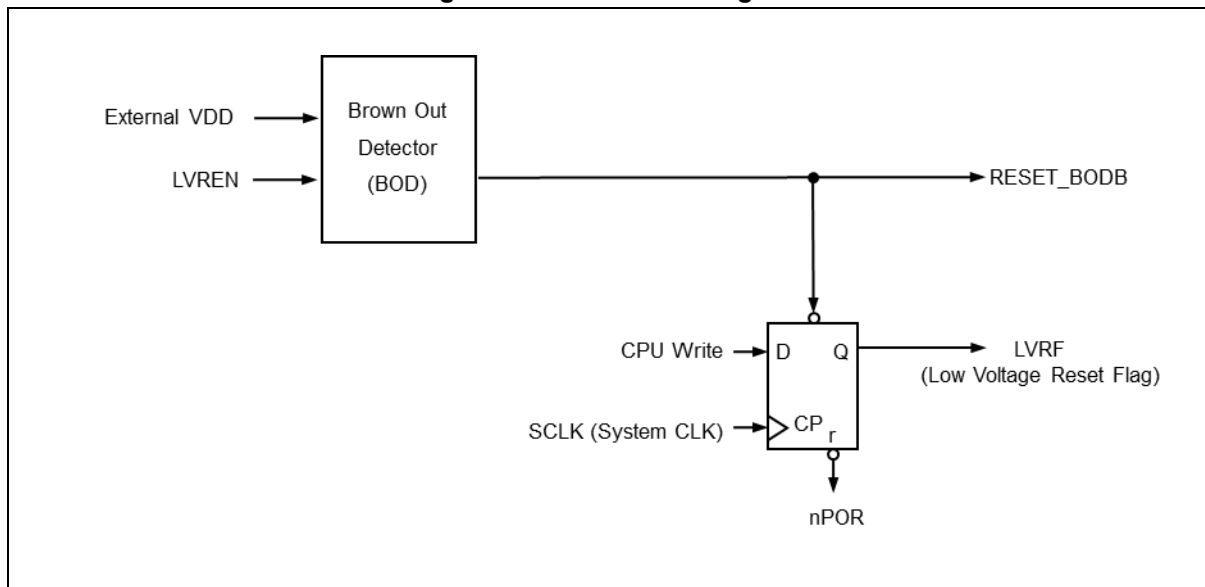 External VDD
LVREN
Brown Out
Detector
(BOD)
RESET_BODB
CPU Write
D Q
LVRF
(Low Voltage Reset Flag)
SCLK (System CLK)
CP
r
nPOR